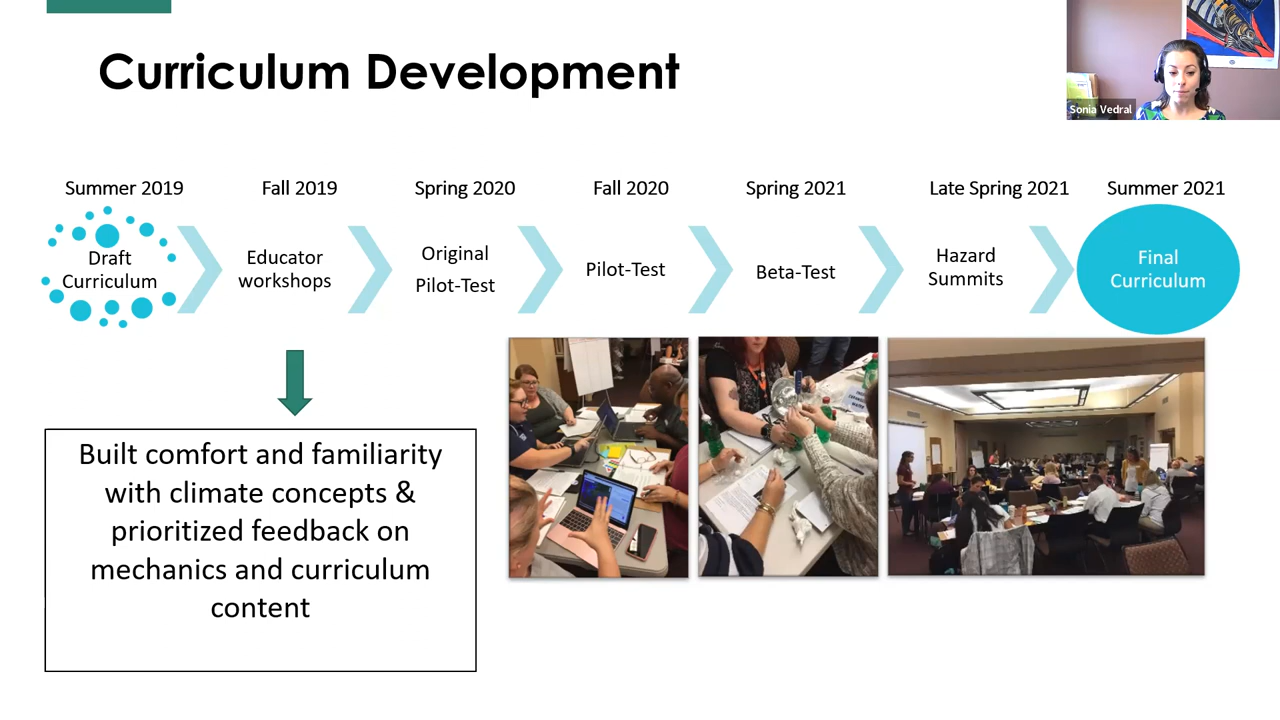 Curriculum Development
Sonia Vedral
Summer 2019
Fall 2019
Spring 2020
Fall 2020
Spring 2021
Late Spring 2021
Summer 2021
Draft
Curriculum
Educator
workshops
Original
Pilot-Test
Pilot-Test
Beta-Test
Hazard
Summits
Final
Curriculum
Built comfort and familiarity
with climate concepts &
prioritized feedback on
mechanics and curriculum
content